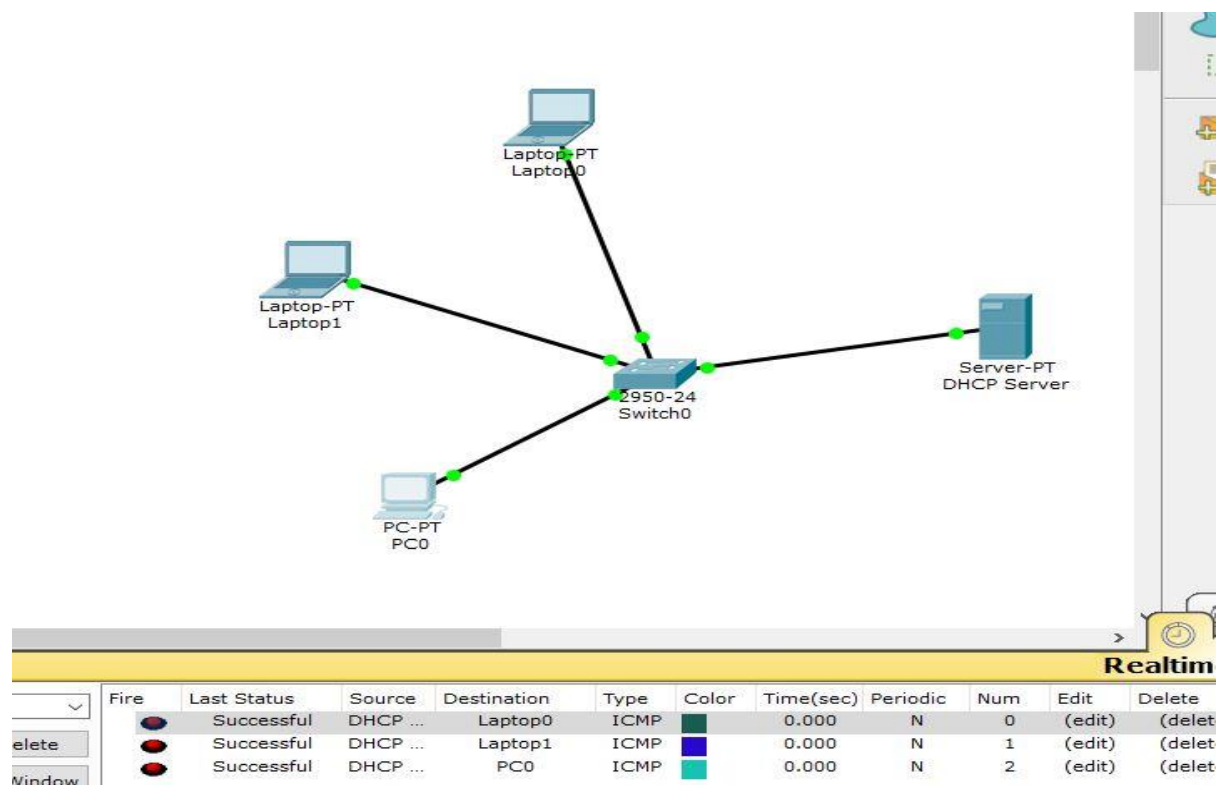 Laptop-PT
Laptop0
Laptop-PT
Laptop1
Server-PT
DHCP Server
2950-24
Switch0
PC-PT
PC0
Realtim
Fire Last Status Source Destination Type Color Time(sec) Periodic Num Edit Delete
Successful DHCP ... Laptop0 ICMP 0.000 N 0 (edit) (delet
elete Successful DHCP ... Laptop1 ICMP 0.000 N 1 (edit) (delet
Window Successful DHCP ... PC0 ICMP 0.000 N 2 (edit) (delet